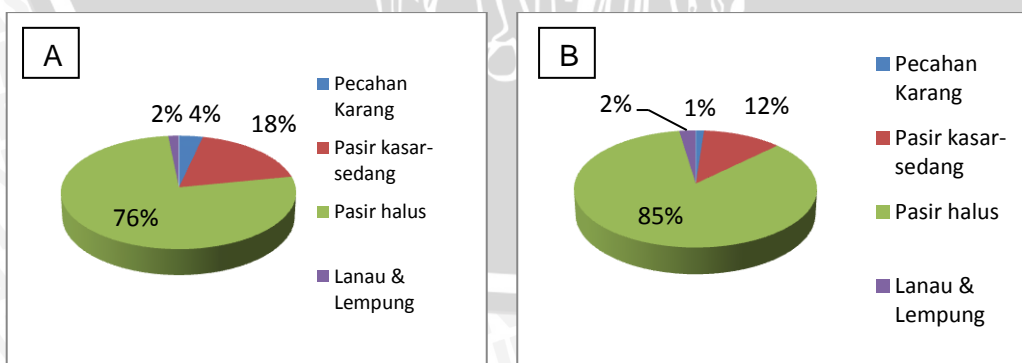 A
2%
4%
18%
76%
Pecahan
Karang
Pasir kasar-
sedang
Pasir halus
Lanau &
Lempung
B
2%
1%
12%
85%
Pecahan
Karang
Pasir kasar-
sedang
Pasir halus
Lanau &
Lempung